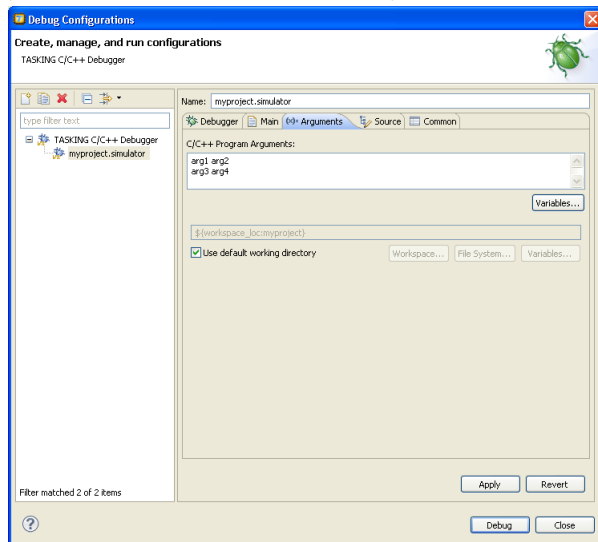 Debug Configurations
Create, manage, and run configurations
TASKING C/C++ Debugger
Name: myproject.simulator
type filter text
Debugger Main Arguments Source Common
TASKING C/C++ Debugger
myproject.simulator
C/C++ Program Arguments:
arg1 arg2
arg3 arg4
Variables...
${workspace_loc:myproject}
Use default working directory
Workspace... File System... Variables...
Apply Revert
Filter matched 2 of 2 items
? Debug Close